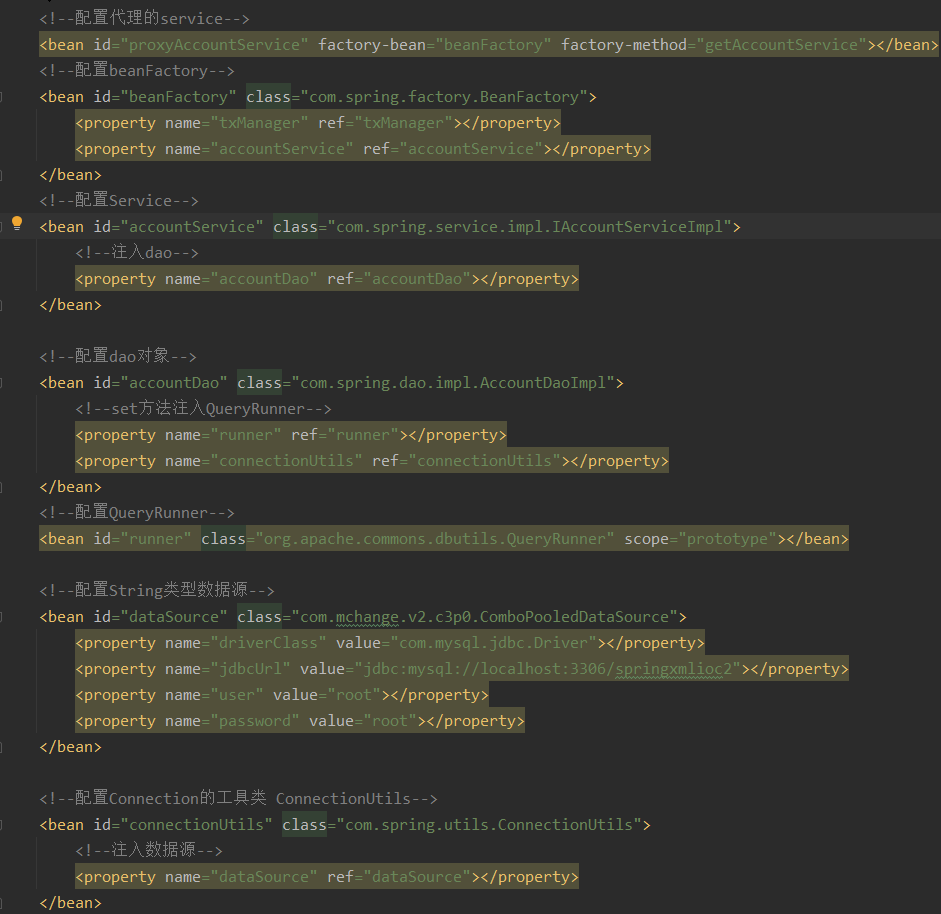 <!--配置代理的service-->
<bean id="proxyAccountService" factory-bean="beanFactory" factory-method="getAccountService"></bean>
<!--配置beanFactory-->
<bean id="beanFactory" class="com.spring.factory.BeanFactory">
<property name="txManager" ref="txManager"></property>
<property name="accountService" ref="accountService"></property>
</bean>
<!--配置Service-->
<bean id="accountService" class="com.spring.service.impl.IAccountServiceImpl">
<!--注入dao-->
<property name="accountDao" ref="accountDao"></property>
</bean>
<!--配置dao对象-->
<bean id="accountDao" class="com.spring.dao.impl.AccountDaoImpl">
<!--set方法注入QueryRunner-->
<property name="runner" ref="runner"></property>
<property name="connectionUtils" ref="connectionUtils"></property>
</bean>
<!--配置QueryRunner-->
<bean id="runner" class="org.apache.commons.dbutils.QueryRunner" scope="prototype"></bean>
<!--配置String类型数据源-->
<bean id="dataSource" class="com.mchange.v2.c3p0.ComboPooledDataSource">
<property name="driverClass" value="com.mysql.jdbc.Driver"></property>
<property name="jdbcUrl" value="jdbc:mysql://localhost:3306/springxmlioc2"></property>
<property name="user" value="root"></property>
<property name="password" value="root"></property>
</bean>
<!--配置Connection的工具类 ConnectionUtils-->
<bean id="connectionUtils" class="com.spring.utils.ConnectionUtils">
<!--注入数据源-->
<property name="dataSource" ref="dataSource"></property>
</bean>